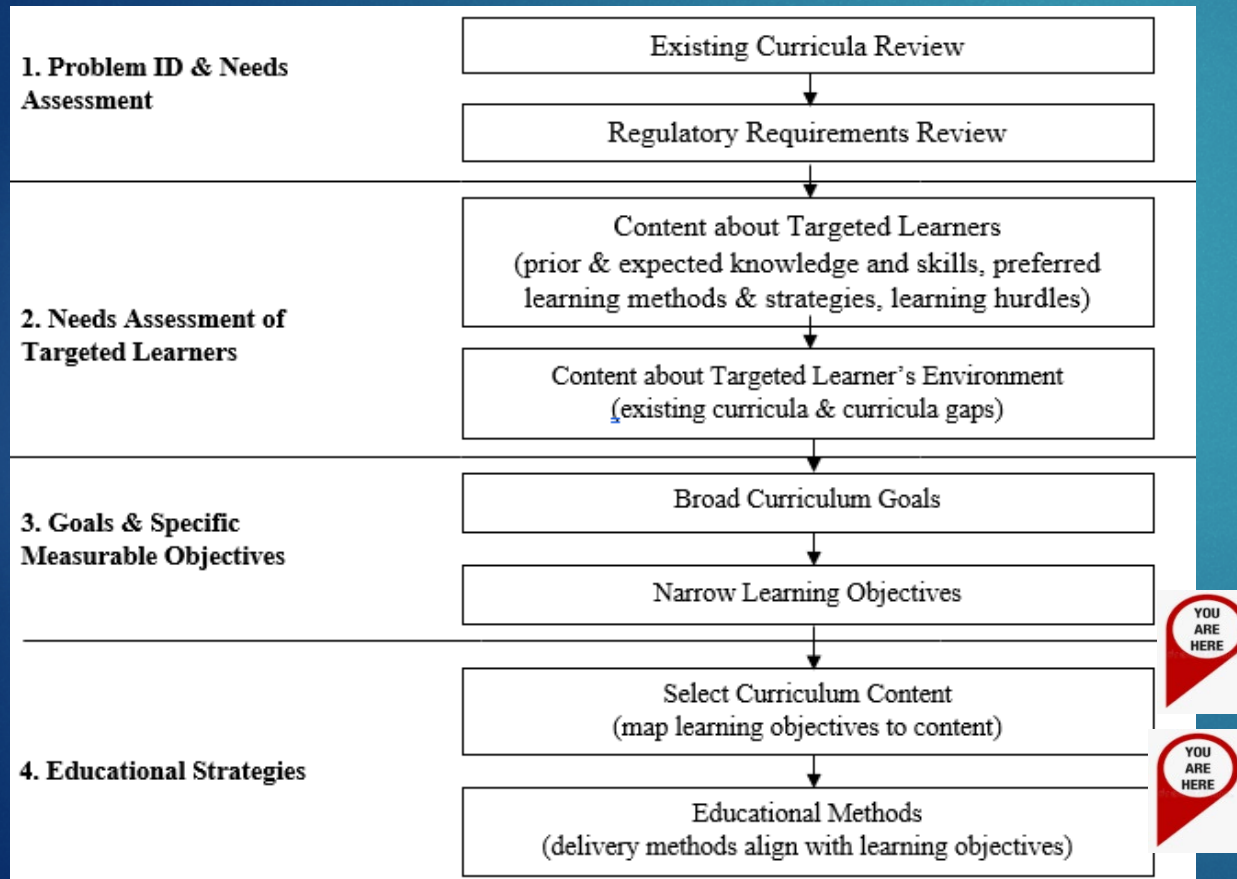 1. Problem ID & Needs
Assessment
Existing Curricula Review
Regulatory Requirements Review
2. Needs Assessment of
Targeted Learners
Content about Targeted Learners
(prior & expected knowledge and skills, preferred
learning methods & strategies, learning hurdles)
Content about Targeted Learner's Environment
(existing curricula & curricula gaps)
3. Goals & Specific
Measurable Objectives
Broad Curriculum Goals
Narrow Learning Objectives
YOU
ARE
HERE
4. Educational Strategies
Select Curriculum Content
(map learning objectives to content)
YOU
ARE
HERE
Educational Methods
(delivery methods align with learning objectives)